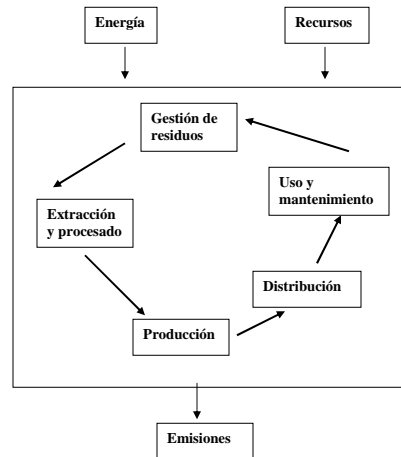 Energía
Recursos
Gestión de
residuos
Uso y
mantenimiento
Extracción
y procesado
Distribución
Producción
Emisiones